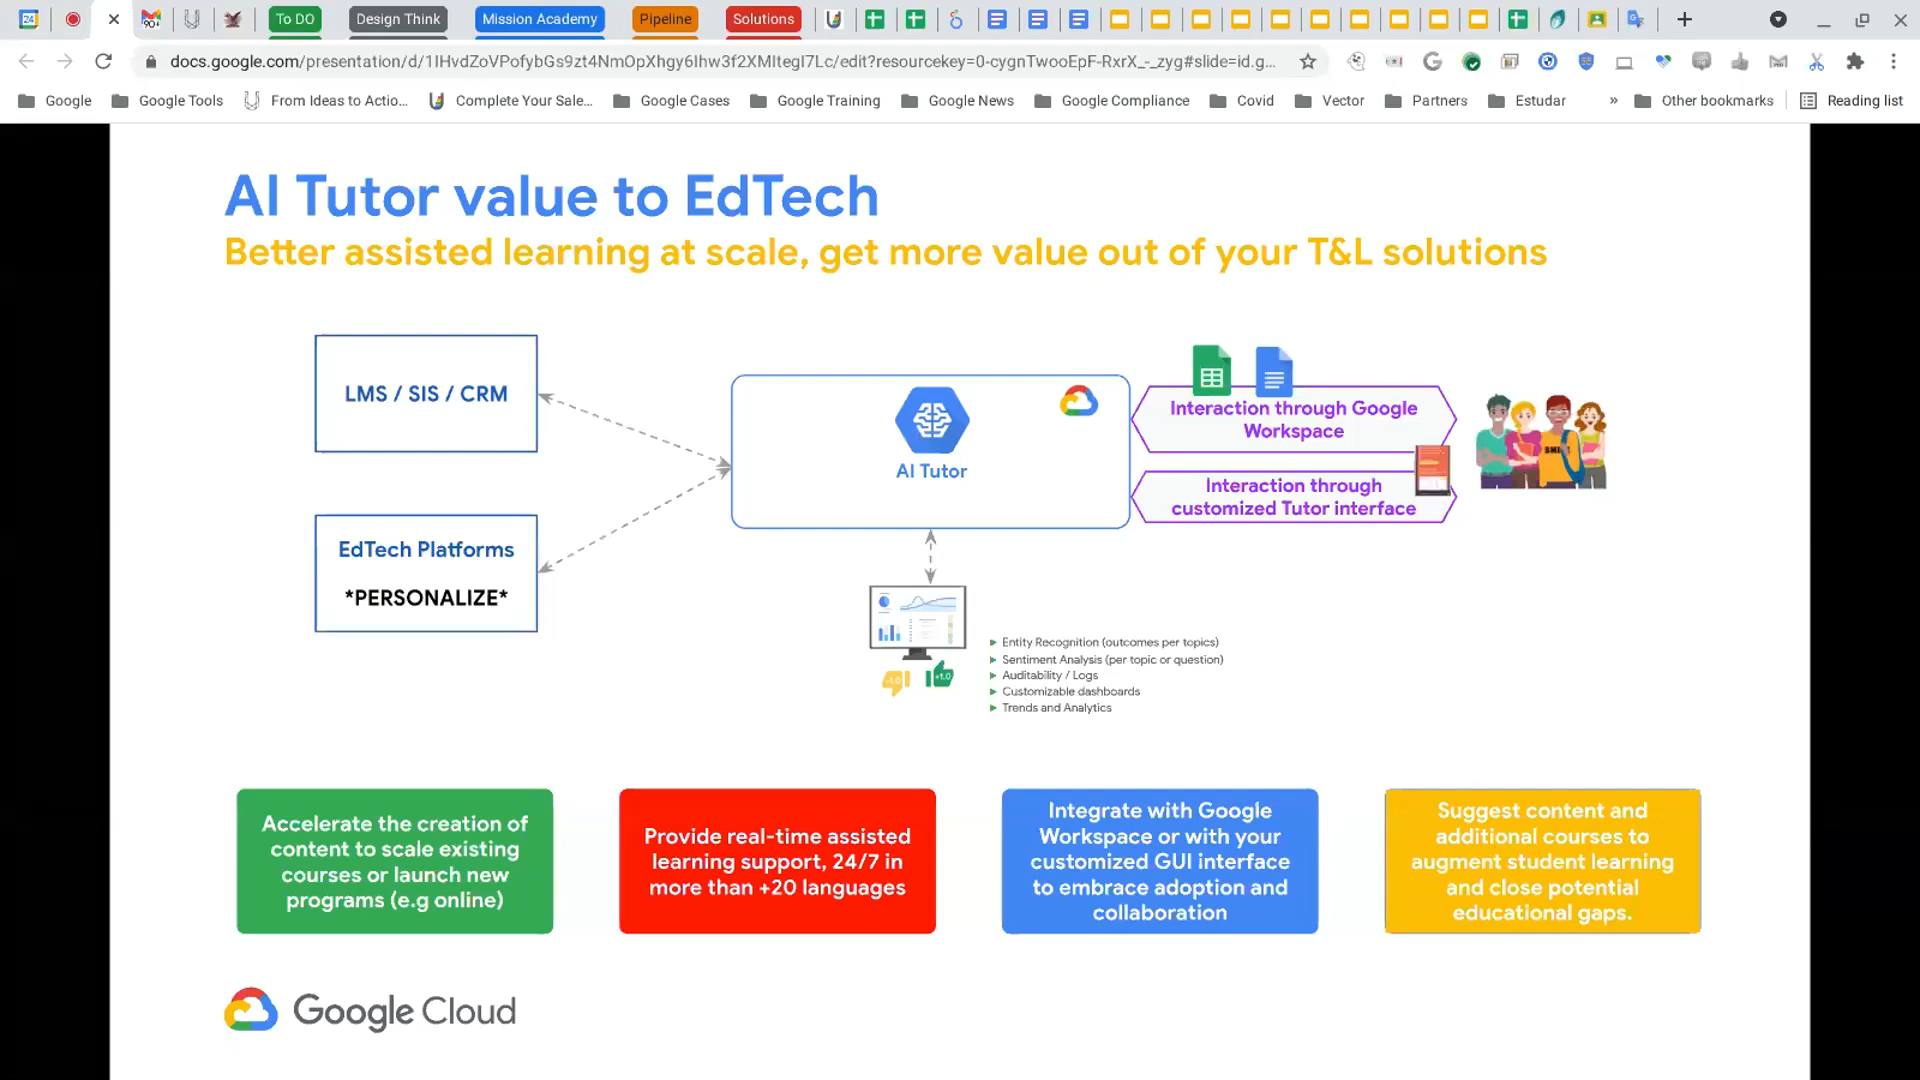 24
90+
To DO
Design Think
Mission Academy
Pipeline
Solutions
docs.google.com/presentation/d/1IHvdZoVPofybGs9zt4NmOpXhgy6Ihw3f2XMItegI7Lc/edit?resourcekey=0-cygnTwooEpF-RxrX_-_zyg#slide=id.g...
Google
Google Tools
From Ideas to Actio...
Complete Your Sale...
Google Cases
Google Training
Google News
Google Compliance
Covid
Vector
Partners
Estudar
»
Other bookmarks
Reading list
AI Tutor value to EdTech
Better assisted learning at scale, get more value out of your T&L solutions
LMS / SIS / CRM
EdTech Platforms
*PERSONALIZE*
AI Tutor
Interaction through Google
Workspace
Interaction through
customized Tutor interface
-1.0
+1.0
Entity Recognition (outcomes per topics)
Sentiment Analysis (per topic or question)
Auditability / Logs
Customizable dashboards
Trends and Analytics
Accelerate the creation of
content to scale existing
courses or launch new
programs (e.g online)
Provide real-time assisted
learning support, 24/7 in
more than +20 languages
Integrate with Google
Workspace or with your
customized GUI interface
to embrace adoption and
collaboration
Suggest content and
additional courses to
augment student learning
and close potential
educational gaps.
Google Cloud